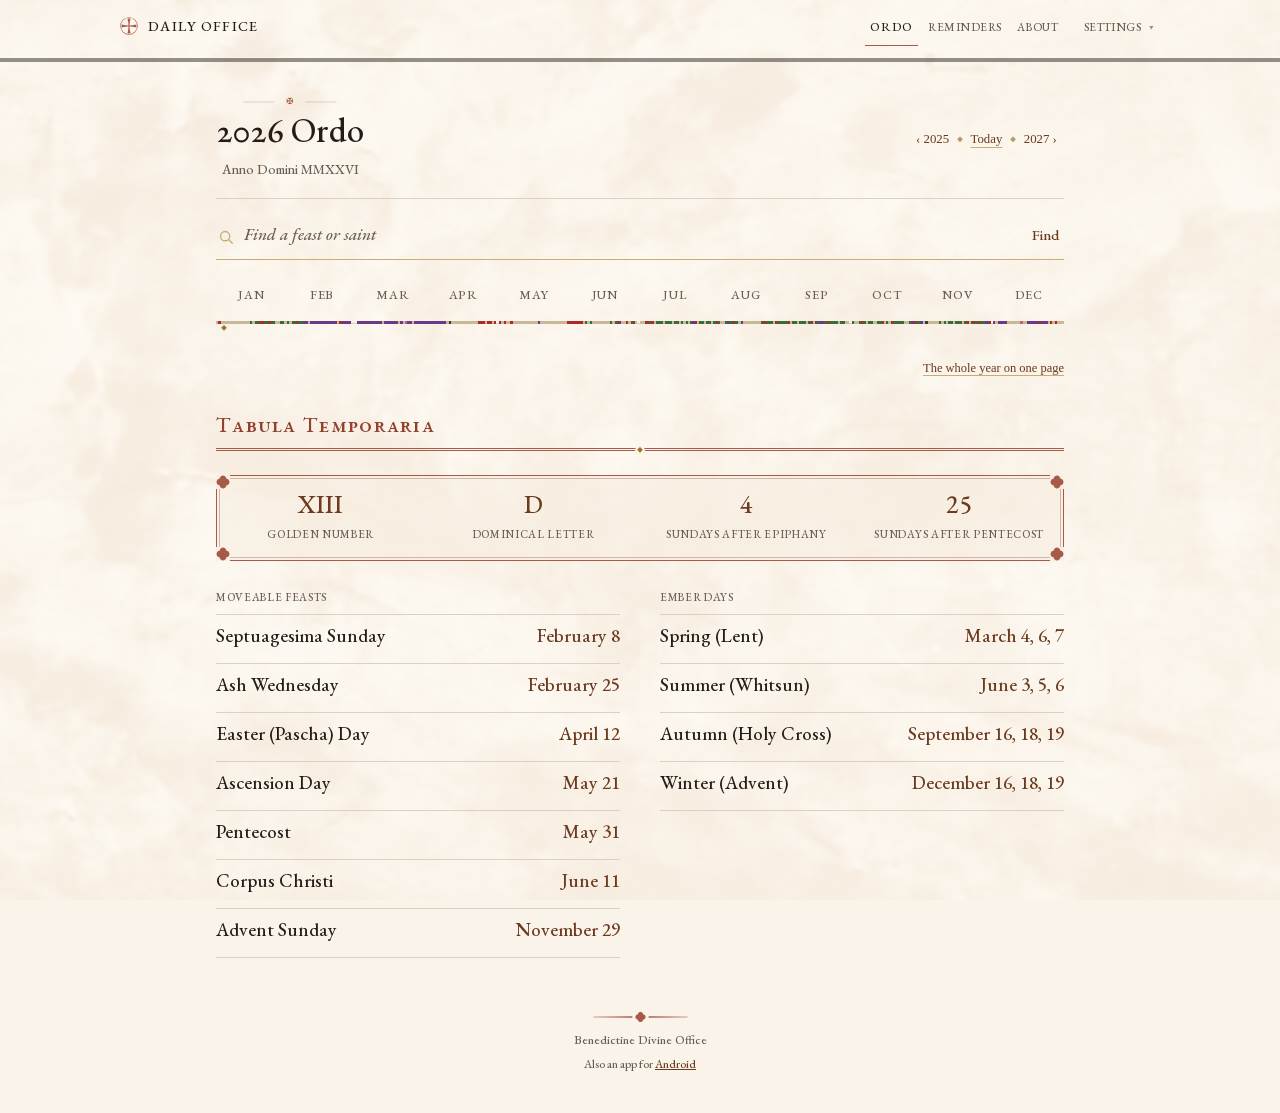 DAILY OFFICE
ORDO REMINDERS ABOUT SETTINGS ▾
2026 Ordo
‹ 2025 Today 2027 ›
Anno Domini MMXXVI
Find a feast or saint Find
JAN FEB MAR APR MAY JUN JUL AUG SEP OCT NOV DEC
The whole year on one page
Tabula Temporaria
XIII D 4 25
GOLDEN NUMBER DOMINICAL LETTER SUNDAYS AFTER EPIPHANY SUNDAYS AFTER PENTECOST
MOVEABLE FEASTS
Septuagesima Sunday February 8
Ash Wednesday February 25
Easter (Pascha) Day April 12
Ascension Day May 21
Pentecost May 31
Corpus Christi June 11
Advent Sunday November 29
EMBER DAYS
Spring (Lent) March 4, 6, 7
Summer (Whitsun) June 3, 5, 6
Autumn (Holy Cross) September 16, 18, 19
Winter (Advent) December 16, 18, 19
Benedictine Divine Office
Also an app for Android